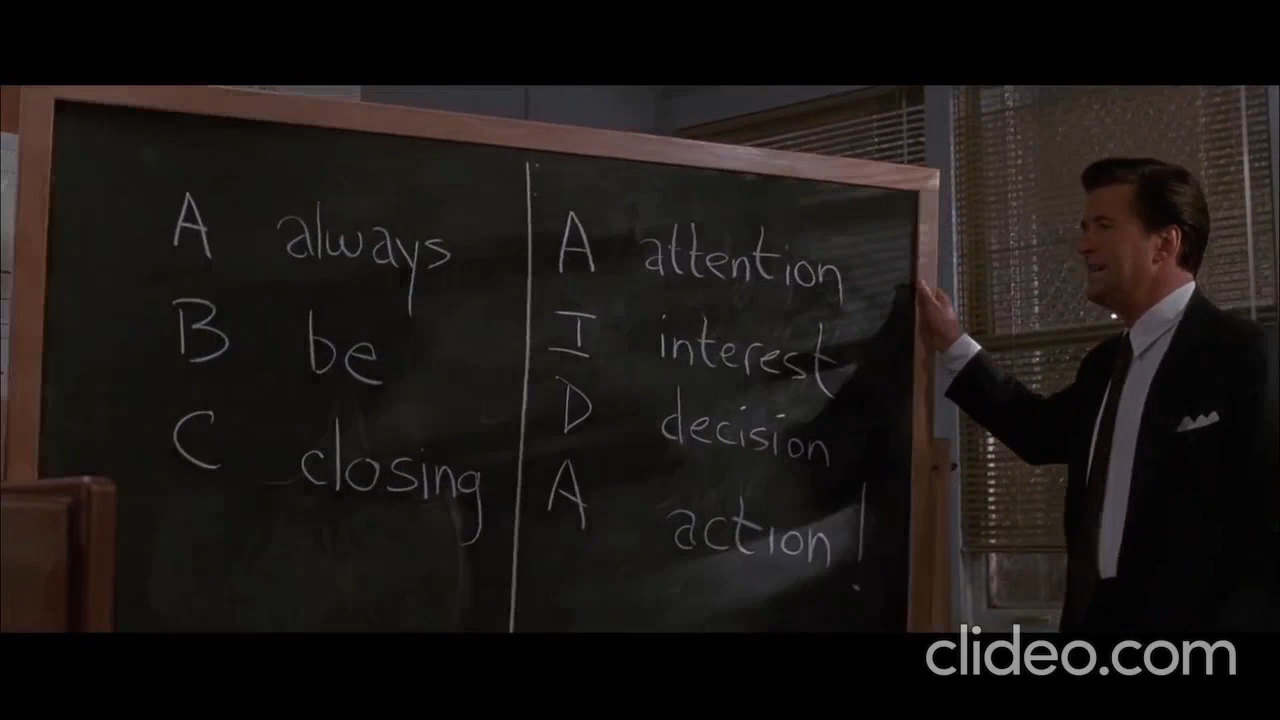 A always
B be
C closing
A attention
I interest
D decision
A action!
clideo.com